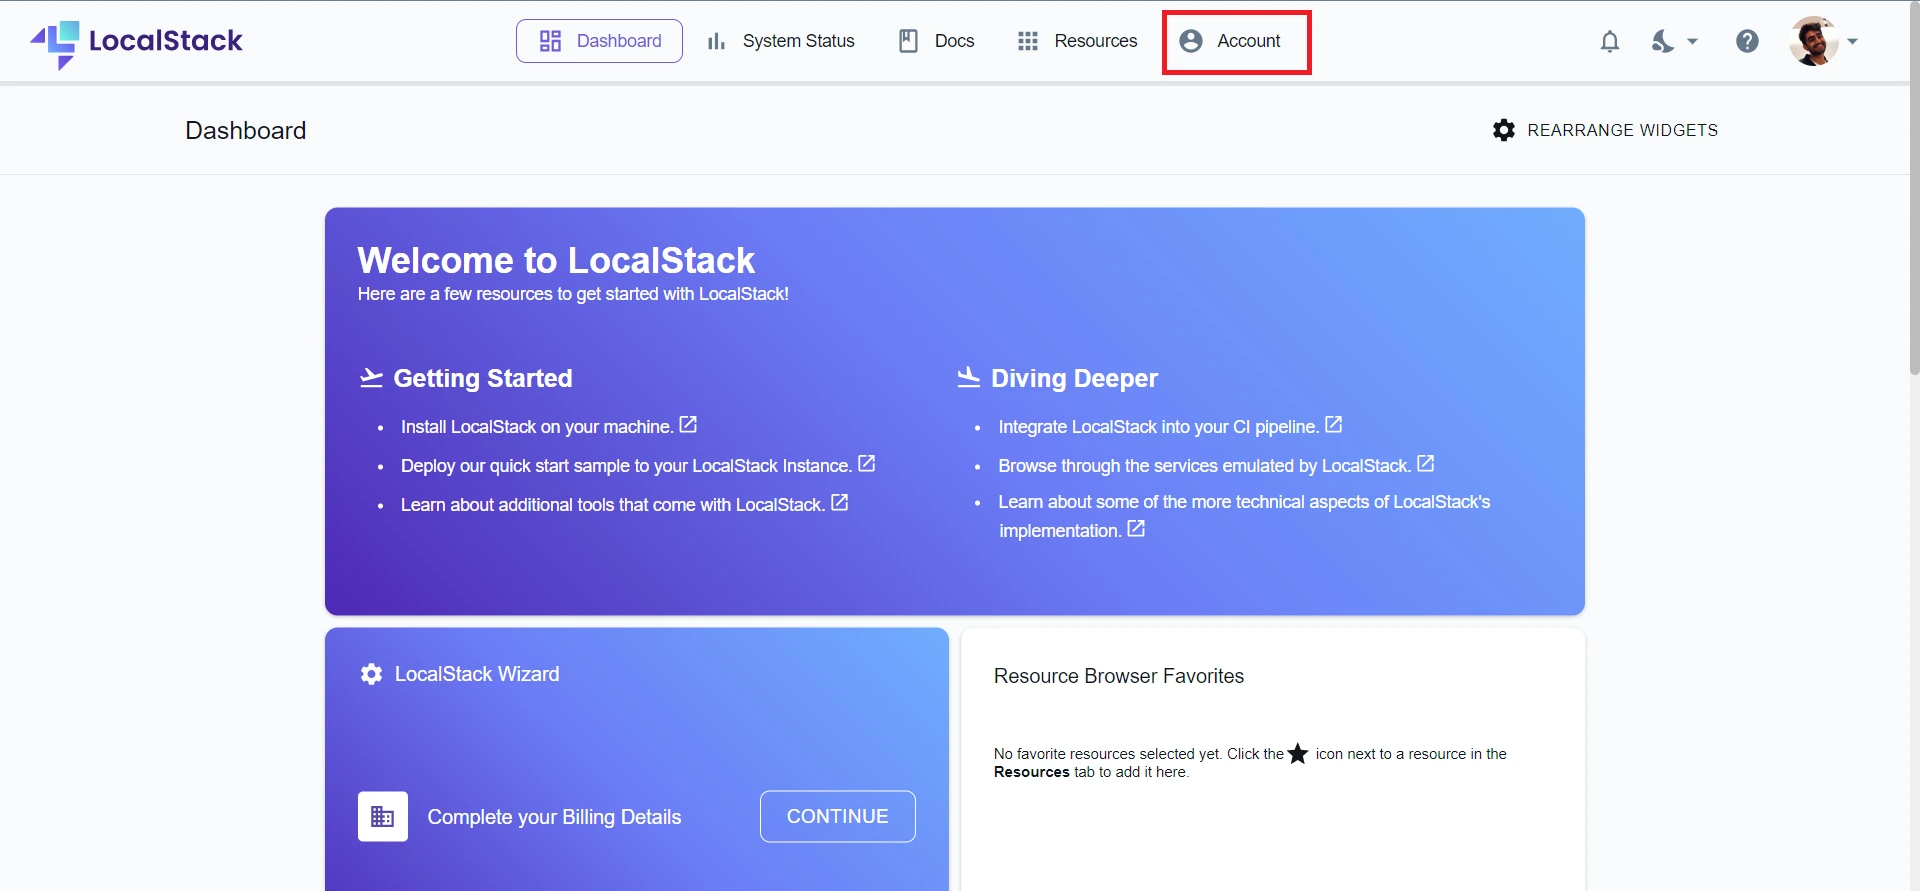 LocalStack
Dashboard
System Status
Docs
Resources
Account
Dashboard
REARRANGE WIDGETS
Welcome to LocalStack
Here are a few resources to get started with LocalStack!
Getting Started
• Install LocalStack on your machine.
• Deploy our quick start sample to your LocalStack Instance.
• Learn about additional tools that come with LocalStack.
Diving Deeper
• Integrate LocalStack into your CI pipeline.
• Browse through the services emulated by LocalStack.
• Learn about some of the more technical aspects of LocalStack's
implementation.
LocalStack Wizard
Complete your Billing Details
CONTINUE
Resource Browser Favorites
No favorite resources selected yet. Click the ★ icon next to a resource in the
Resources tab to add it here.